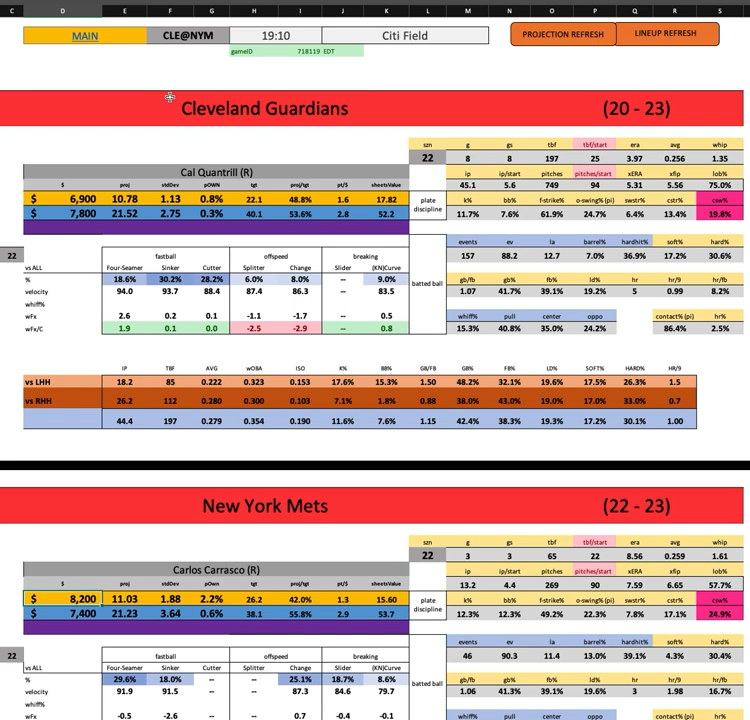 C D E F G H I J K L M N O P Q R S
MAIN CLE@NYM 19:10 Citi Field PROJECTION REFRESH LINEUP REFRESH
gameID 718119 EDT
Cleveland Guardians (20 - 23)
szn g gs tbf tbf/start era avg whip
22 8 8 197 25 3.97 0.256 1.35
Cal Quantrill (R) ip ip/start pitches pitches/start xERA xfip lob%
$ proj stdDev pOWN tgt proj/tgt pt/$ sheetsValue 45.1 5.6 749 94 5.31 5.56 75.0%
$ 6,900 10.78 1.13 0.8% 22.1 48.8% 1.6 17.82 plate discipline k% bb% f-strike% o-swing% (pi) swstr% cstr% csw%
$ 7,800 21.52 2.75 0.3% 40.1 53.6% 2.8 52.2 11.7% 7.6% 61.9% 24.7% 6.4% 13.4% 19.8%
events ev la barrel% hardhit% soft% hard%
22 fastball offspeed breaking 157 88.2 12.7 7.0% 36.9% 17.2% 30.6%
vs ALL Four-Seamer Sinker Cutter Splitter Change Slider (KN)Curve
% 18.6% 30.2% 28.2% 6.0% 8.0% -- 9.0% batted ball gb/fb gb% fb% ld% hr hr/9 hr/fb
velocity 94.0 93.7 88.4 87.4 86.3 -- 83.5 1.07 41.7% 39.1% 19.2% 5 0.99 8.2%
whiff%
wFx 2.6 0.2 0.1 -1.1 -1.7 -- 0.5 whiff% pull center oppo contact% (pi) hr%
wFx/C 1.9 0.1 0.0 -2.5 -2.9 -- 0.8 15.3% 40.8% 35.0% 24.2% 86.4% 2.5%
IP TBF AVG wOBA ISO K% BB% GB/FB GB% FB% LD% SOFT% HARD% HR/9
vs LHH 18.2 85 0.222 0.323 0.153 17.6% 15.3% 1.50 48.2% 32.1% 19.6% 17.5% 26.3% 1.5
vs RHH 26.2 112 0.280 0.300 0.103 7.1% 1.8% 0.88 38.0% 43.0% 19.0% 17.0% 33.0% 0.7
44.4 197 0.279 0.354 0.190 11.6% 7.6% 1.15 42.4% 38.3% 19.3% 17.2% 30.1% 1.00
New York Mets (22 - 23)
szn g gs tbf tbf/start era avg whip
22 3 3 65 22 8.56 0.259 1.61
Carlos Carrasco (R) ip ip/start pitches pitches/start xERA xfip lob%
$ proj stdDev pOWN tgt proj/tgt pt/$ sheetsValue 13.2 4.4 269 90 7.59 6.65 57.7%
$ 8,200 11.03 1.88 2.2% 26.2 42.0% 1.3 15.60 plate discipline k% bb% f-strike% o-swing% (pi) swstr% cstr% csw%
$ 7,400 21.23 3.64 0.6% 38.1 55.8% 2.9 53.7 12.3% 12.3% 49.2% 22.3% 7.8% 17.1% 24.9%
events ev la barrel% hardhit% soft% hard%
22 fastball offspeed breaking 46 90.3 11.4 13.0% 39.1% 4.3% 30.4%
vs ALL Four-Seamer Sinker Cutter Splitter Change Slider (KN)Curve
% 29.6% 18.0% -- -- 25.1% 18.7% 8.6% batted ball gb/fb gb% fb% ld% hr hr/9 hr/fb
velocity 91.9 91.5 -- -- 87.3 84.6 79.7 1.06 41.3% 39.1% 19.6% 3 1.98 16.7%
whiff%
wFx -0.5 -2.6 -- -- 0.7 -0.4 -0.1 whiff% pull center oppo contact% (pi) hr%